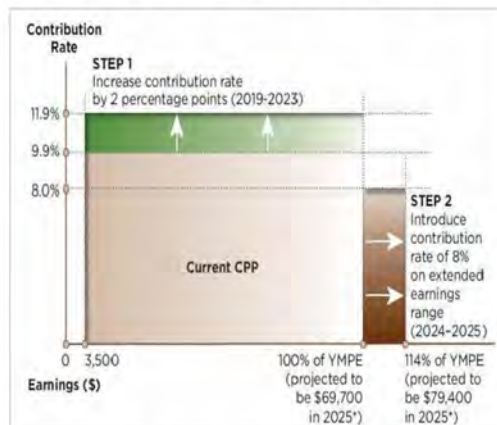 Contribution
Rate
STEP 1
Increase contribution rate
by 2 percentage points (2019-2023)
11.9%
9.9%
8.0%
STEP 2
Introduce
contribution
rate of 8%
on extended
earnings
range
(2024-2025)
Current CPP
0
3,500
100% of YMPE
(projected to
be $69,700
in 2025*)
114% of YMPE
(projected to
be $79,400
in 2025*)
Earnings ($)